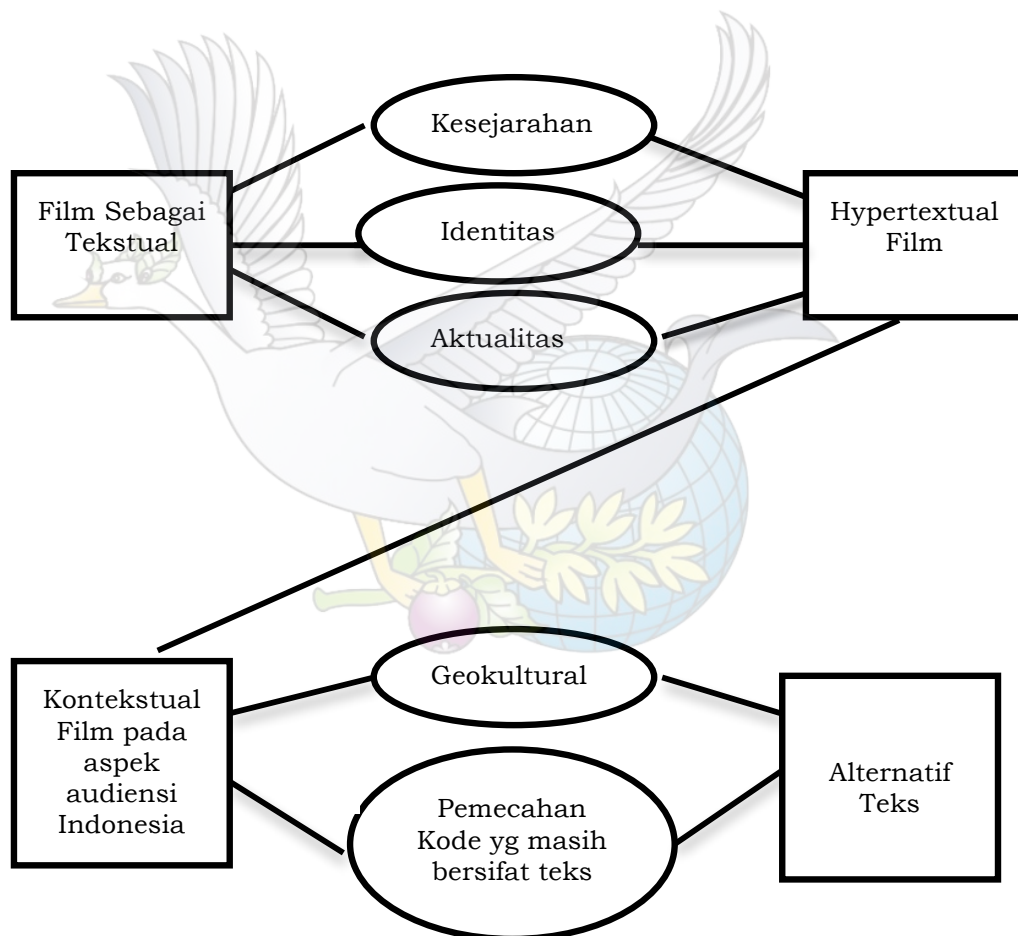 Kesejarahan
Film Sebagai
Tekstual
Identitas
Hypertextual
Film
Aktualitas
Geokultural
Kontekstual
Film pada
aspek
audiensi
Indonesia
Pemecahan
Kode yg masih
bersifat teks
Alternatif
Teks